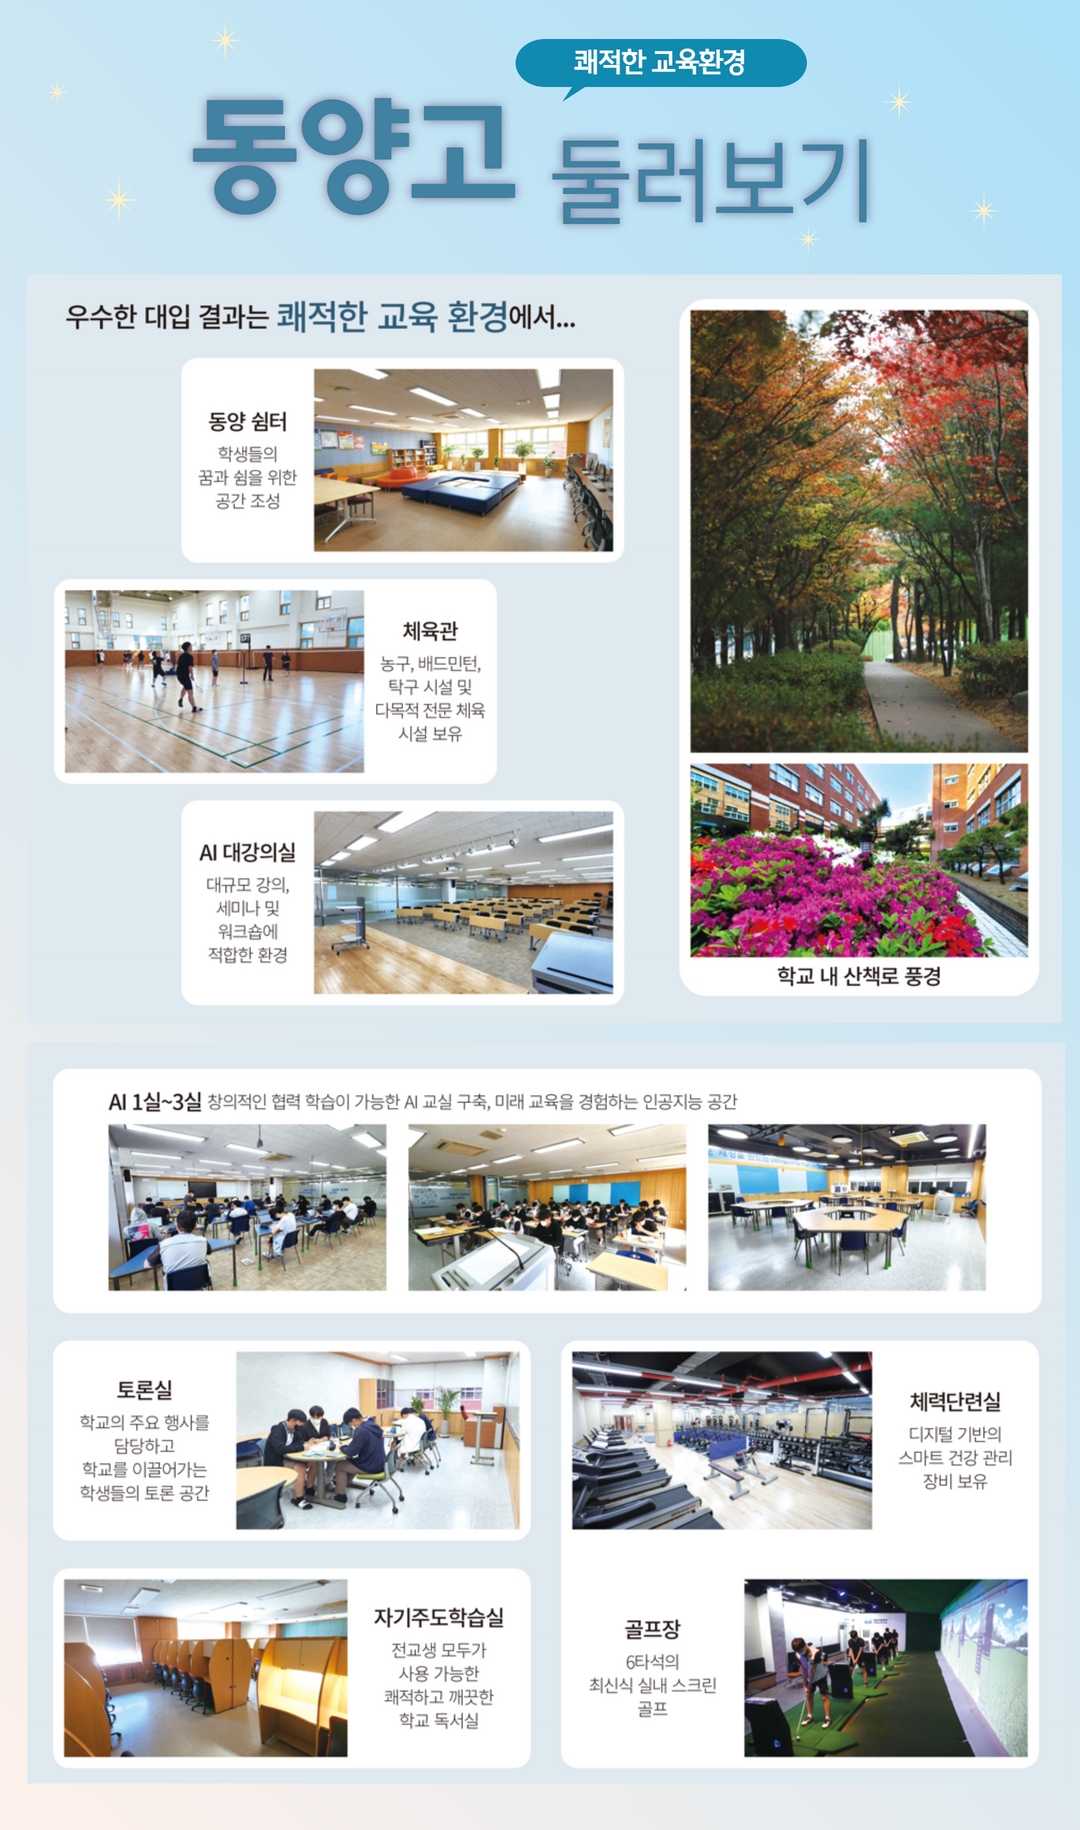 쾌적한 교육환경
동양고 둘러보기
우수한 대입 결과는 쾌적한 교육 환경에서...
동양 쉼터
학생들의
꿈과 쉼을 위한
공간 조성
체육관
농구, 배드민턴,
탁구 시설 및
다목적 전문 체육
시설 보유
AI 대강의실
대규모 강의,
세미나 및
워크숍에
적합한 환경
학교 내 산책로 풍경
AI 1실~3실 창의적인 협력 학습이 가능한 AI 교실 구축, 미래 교육을 경험하는 인공지능 공간
토론실
학교의 주요 행사를
담당하고
학교를 이끌어가는
학생들의 토론 공간
체력단련실
디지털 기반의
스마트 건강 관리
장비 보유
자기주도학습실
전교생 모두가
사용 가능한
쾌적하고 깨끗한
학교 독서실
골프장
6타석의
최신식 실내 스크린
골프